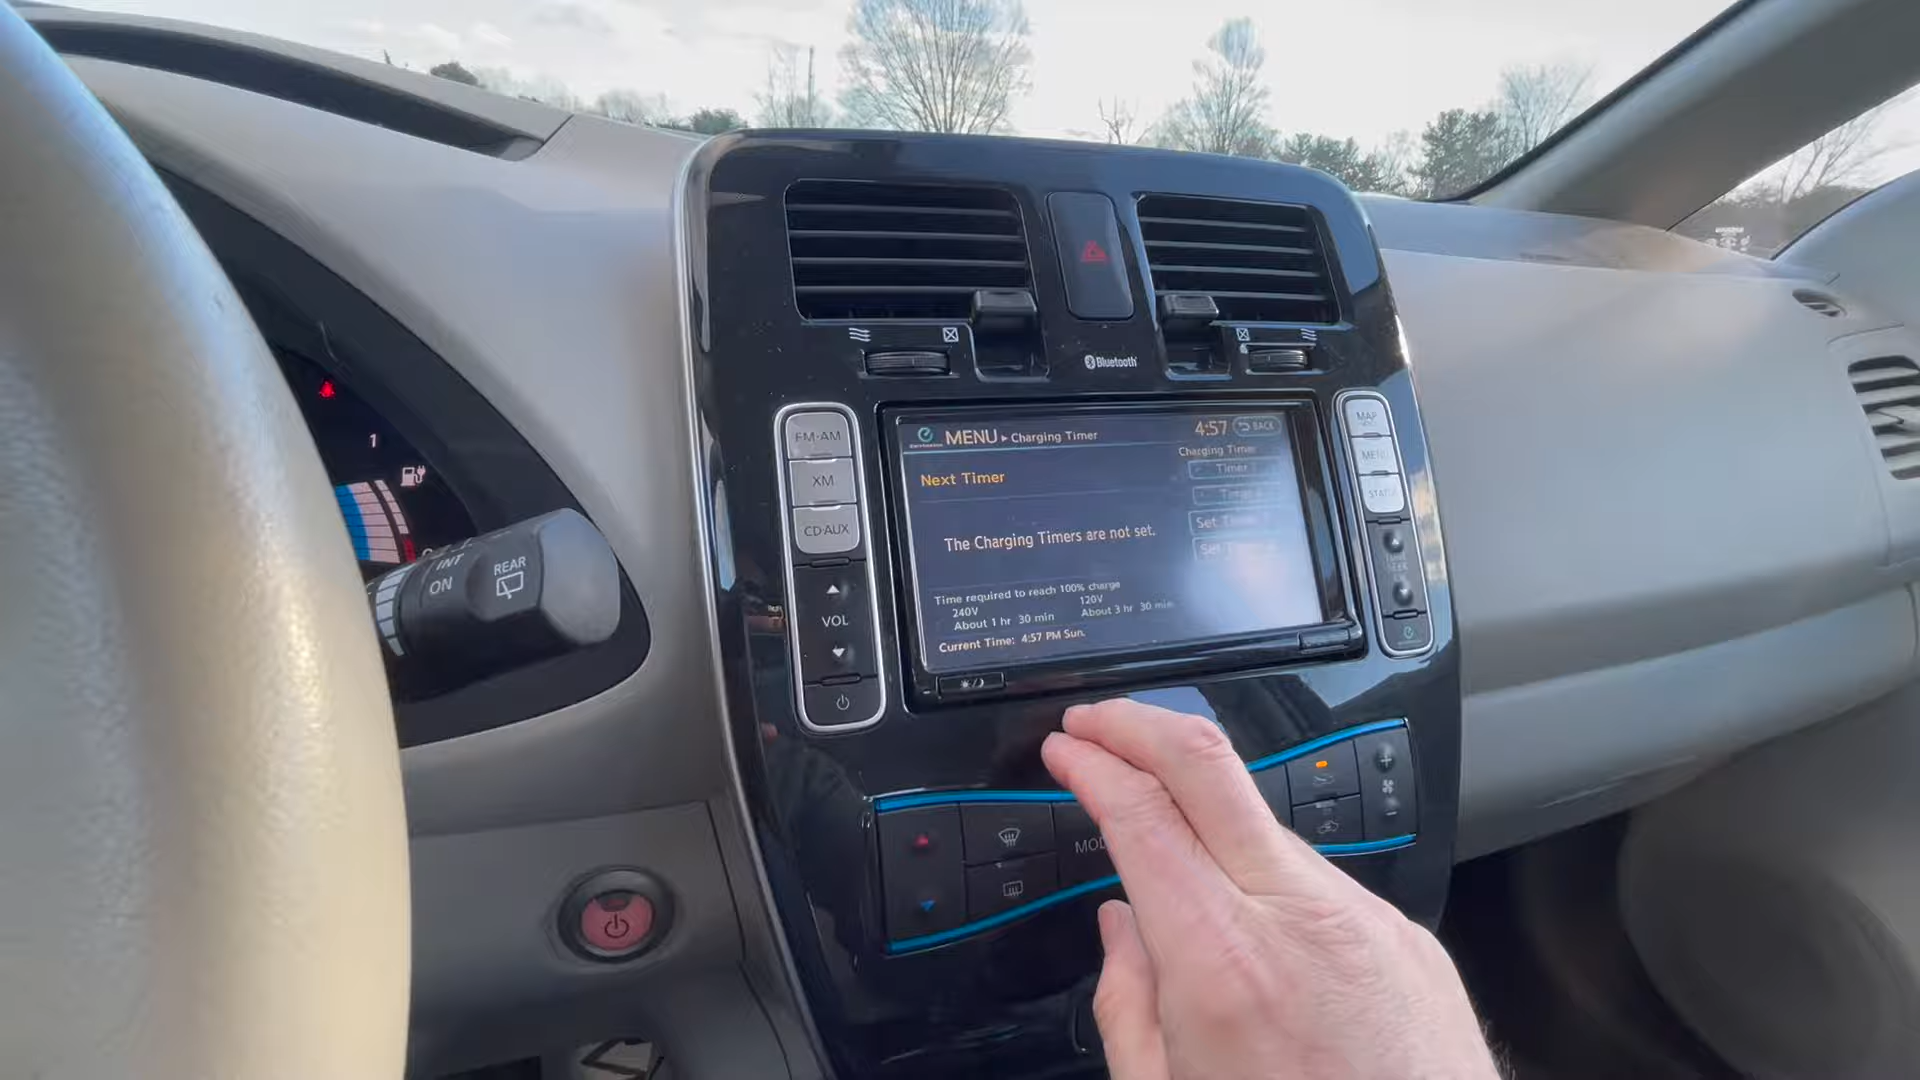 Bluetooth
FM·AM
XM
CD·AUX
VOL
MAP
MENU
MENU ▸ Charging Timer
4:57
BACK
Charging Timer
Timer
Next Timer
Set
The Charging Timers are not set.
Time required to reach 100% charge
240V
120V
About 1 hr 30 min
About 3 hr 30 min
Current Time: 4:57 PM Sun.
1
INT
ON
REAR